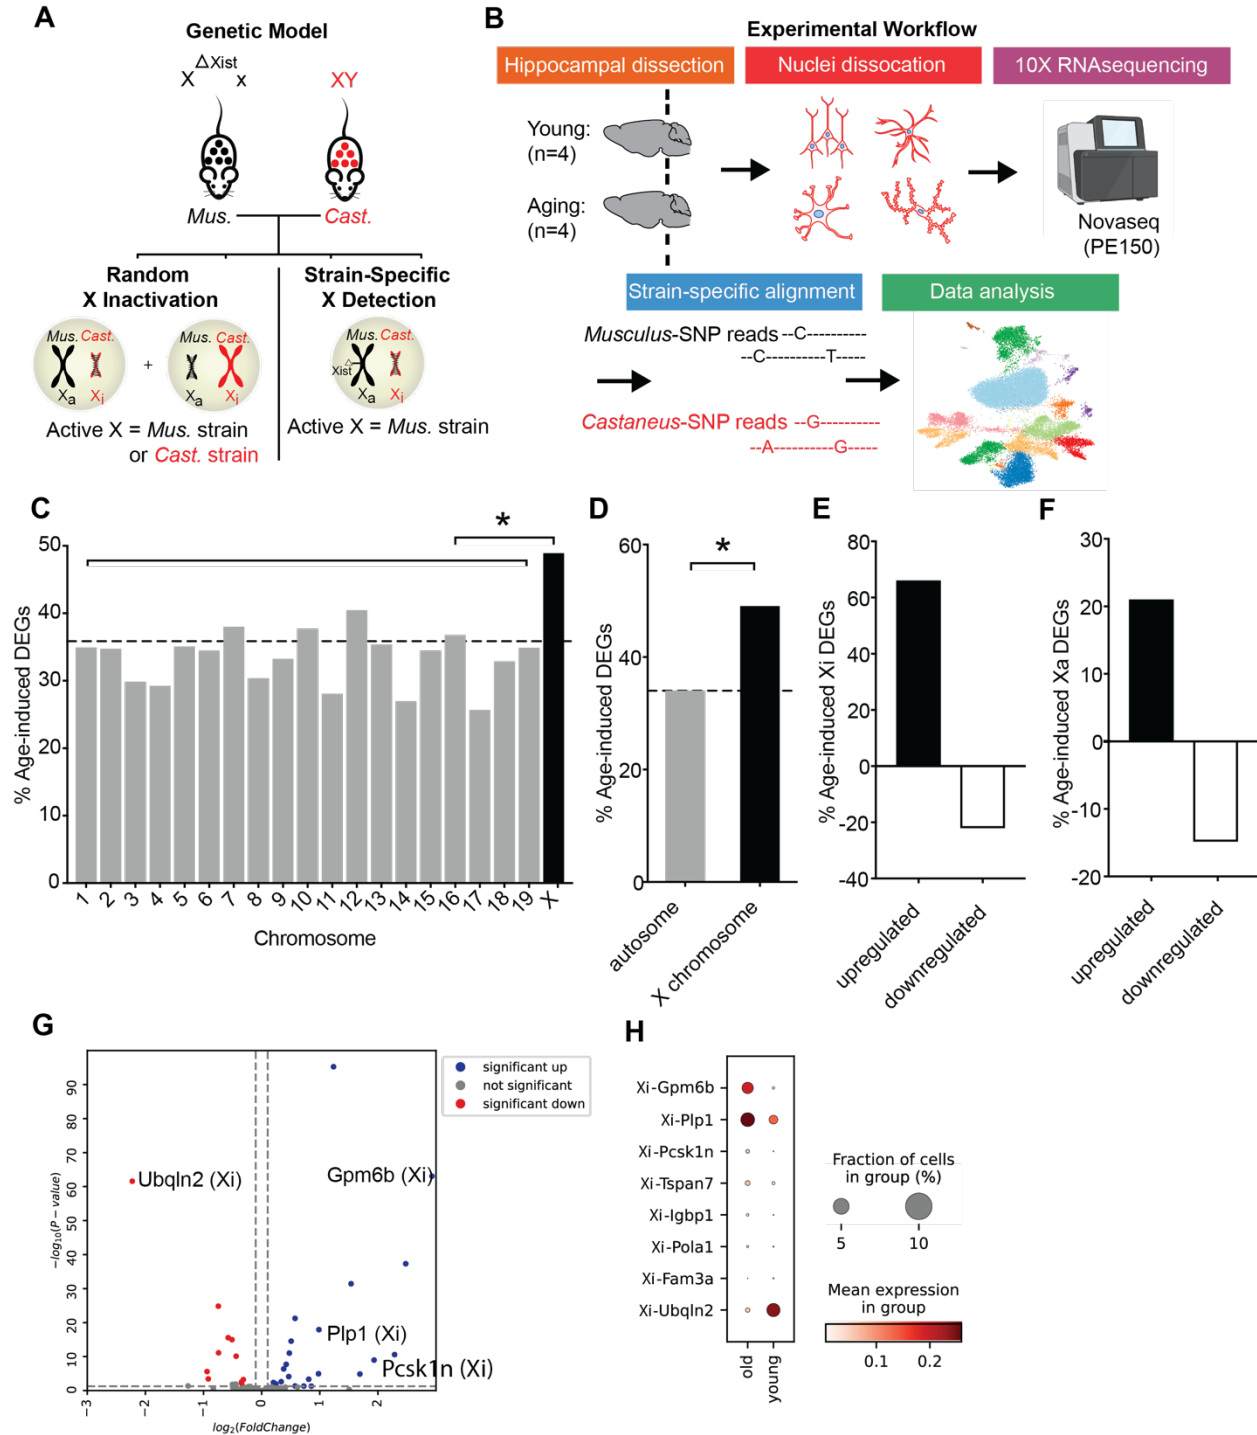 A
Genetic Model
X ΔXist x
XY
Mus.
Cast.
Random
X Inactivation
Strain-Specific
X Detection
Mus. Cast.
Mus. Cast.
Mus. Cast.
+
Xist
Δ
Xa Xi
Xa Xi
Xa Xi
Active X = Mus. strain
or Cast. strain
Active X = Mus. strain
B
Experimental Workflow
Hippocampal dissection
Nuclei dissocation
10X RNAsequencing
Young:
(n=4)
Aging:
(n=4)
Novaseq
(PE150)
Strain-specific alignment
Data analysis
Musculus-SNP reads --C-----------
--C-----------T-----
Castaneus-SNP reads --G-----------
--A-----------G-----
C
*
% Age-induced DEGs
50
40
30
20
10
0
1 2 3 4 5 6 7 8 9 10 11 12 13 14 15 16 17 18 19 X
Chromosome
D
*
% Age-induced DEGs
60
40
20
0
autosome
X chromosome
E
% Age-induced Xi DEGs
80
60
40
20
0
-20
-40
upregulated
downregulated
F
% Age-induced Xa DEGs
30
20
10
0
-10
-20
upregulated
downregulated
G
-log10(P-value)
90
80
70
60
50
40
30
20
10
0
-3 -2 -1 0 1 2
log2(FoldChange)
Ubqln2 (Xi)
Gpm6b (Xi)
Plp1 (Xi)
Pcsk1n (Xi)
significant up
not significant
significant down
H
Xi-Gpm6b
Xi-Plp1
Xi-Pcsk1n
Xi-Tspan7
Xi-Igbp1
Xi-Pola1
Xi-Fam3a
Xi-Ubqln2
old
young
Fraction of cells
in group (%)
5 10
Mean expression
in group
0.1 0.2